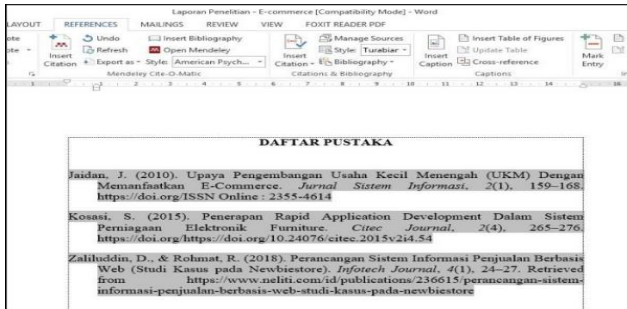 Laporan Penelitian - E-commerce [Compatibility Mode] - Word
LAYOUT REFERENCES MAILINGS REVIEW VIEW FOXIT READER PDF
ote Undo Insert Bibliography Manage Sources Insert Table of Figures
ote Refresh Open Mendeley Style: Turabiar Update Table
Insert Citation Export as Style: American Psych... Insert Citation Bibliography Insert Caption Cross-reference Mark Entry
Mendeley Cite-O-Matic Citations & Bibliography Captions
DAFTAR PUSTAKA
Jaidan, J. (2010). Upaya Pengembangan Usaha Kecil Menengah (UKM) Dengan
Memanfaatkan E-Commerce. Jurnal Sistem Informasi, 2(1), 159–168.
https://doi.org/ISSN Online : 2355-4614
Kosasi, S. (2015). Penerapan Rapid Application Development Dalam Sistem
Perniagaan Elektronik Furniture. Citec Journal, 2(4), 265–276.
https://doi.org/https://doi.org/10.24076/citec.2015v2i4.54
Zaliluddin, D., & Rohmat, R. (2018). Perancangan Sistem Informasi Penjualan Berbasis
Web (Studi Kasus pada Newbiestore). Infotech Journal, 4(1), 24–27. Retrieved
from https://www.neliti.com/id/publications/236615/perancangan-sistem-
informasi-penjualan-berbasis-web-studi-kasus-pada-newbiestore